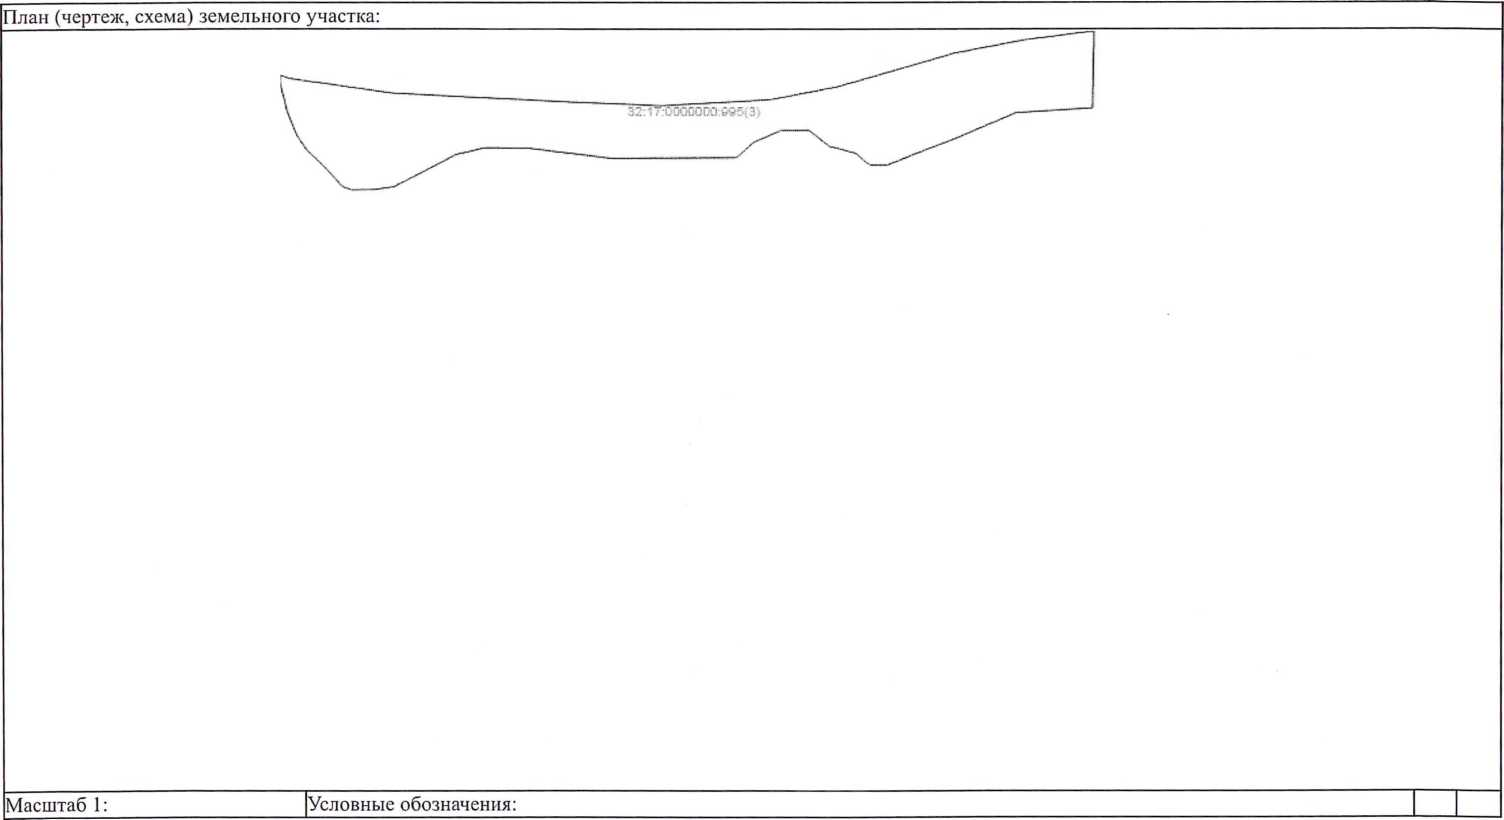 План (чертеж, схема) земельного участка:
32:17:0000000:995(3)
Масштаб 1:
Условные обозначения: